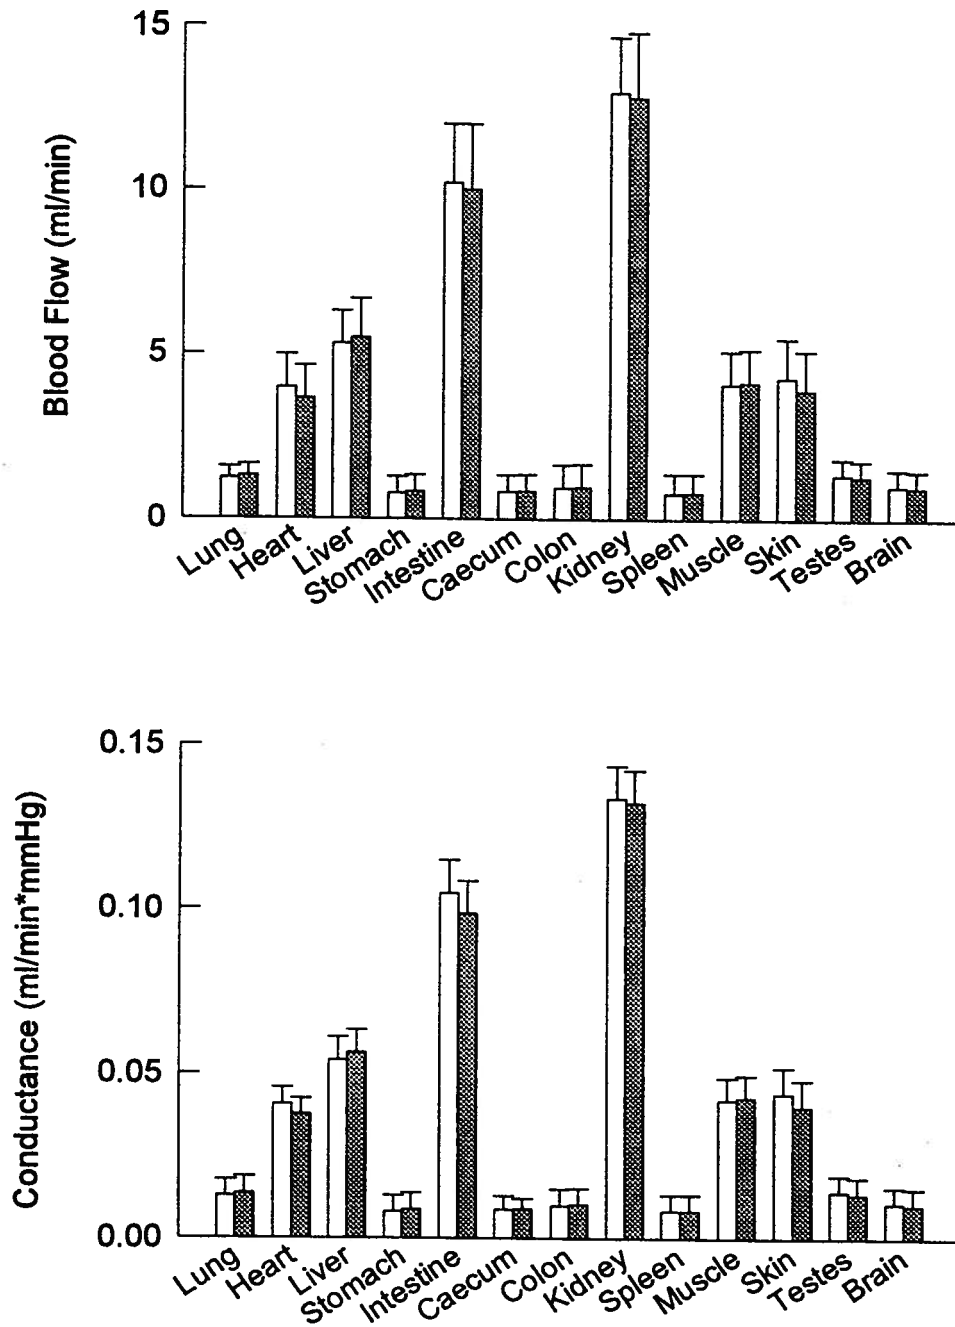 Blood Flow (ml/min)
15
10
5
0
Lung Heart Liver Stomach Intestine Caecum Colon Kidney Spleen Muscle Skin Testes Brain
Conductance (ml/min*mmHg)
0.15
0.10
0.05
0.00
Lung Heart Liver Stomach Intestine Caecum Colon Kidney Spleen Muscle Skin Testes Brain